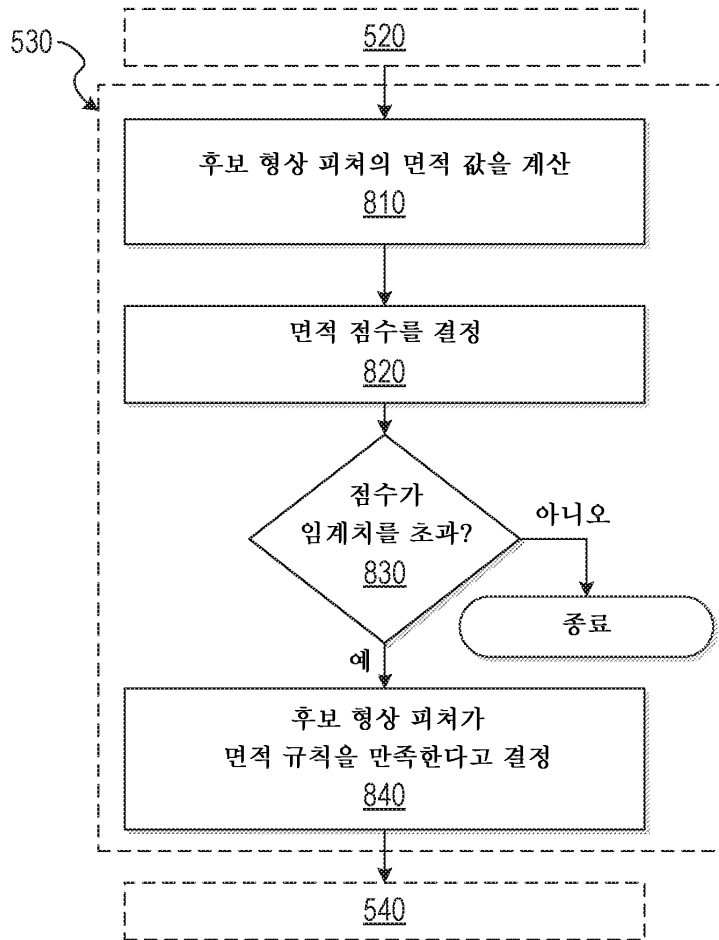 520
530
후보 형상 피쳐의 면적 값을 계산
810
면적 점수를 결정
820
점수가
임계치를 초과?
830
아니오
종료
예
후보 형상 피쳐가
면적 규칙을 만족한다고 결정
840
540